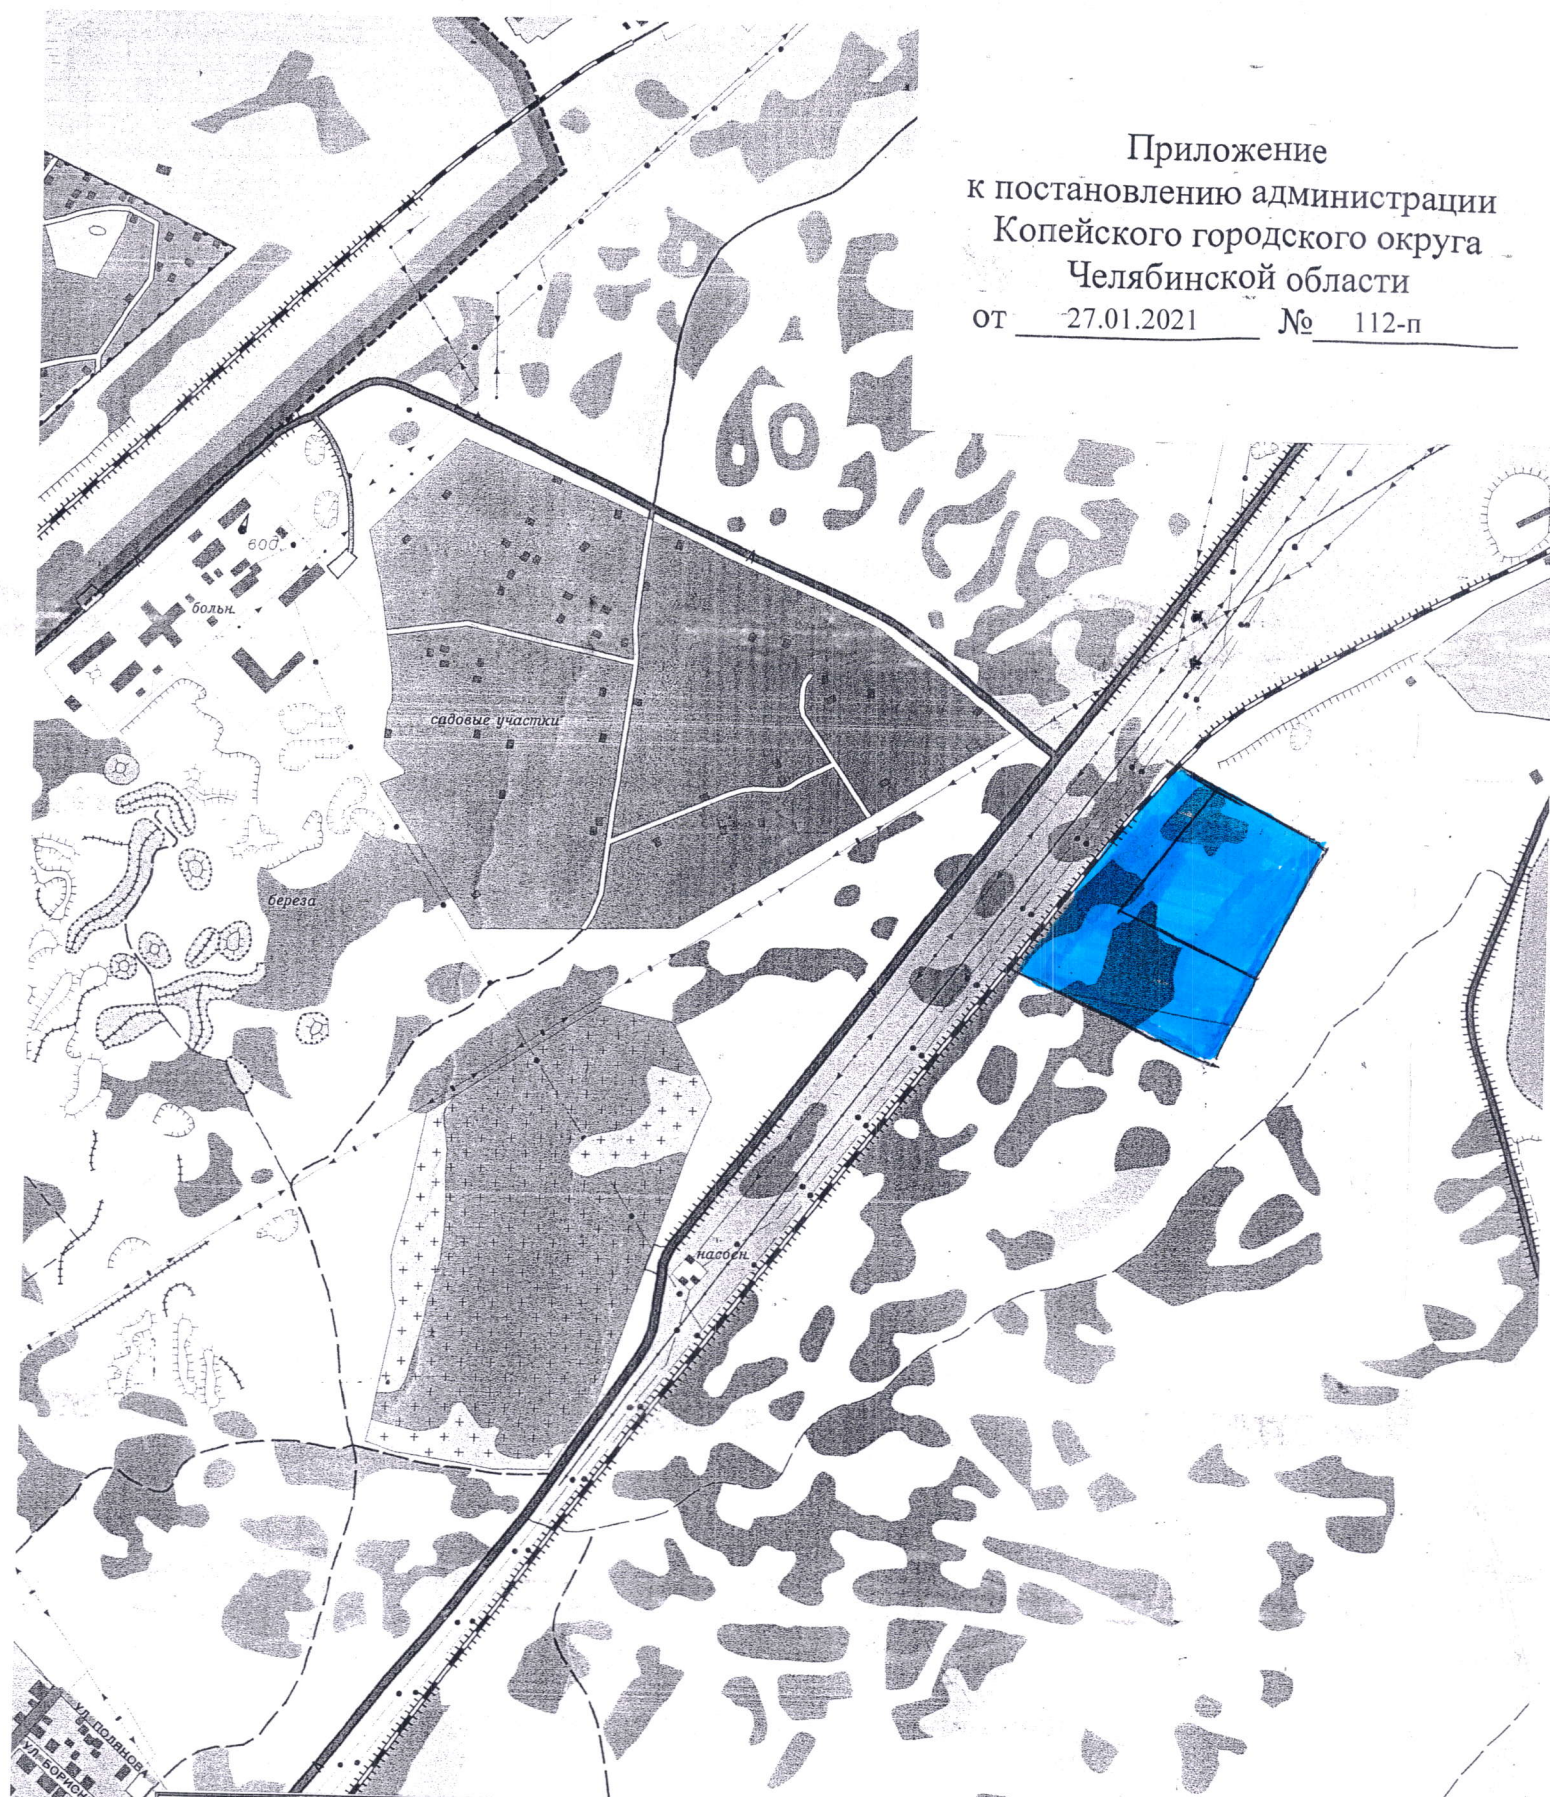 Приложение
к постановлению администрации
Копейского городского округа
Челябинской области
от 27.01.2021 № 112-п
вод.
больн.
садовые участки
береза
насосн.
УЛ. ПОЛЯНОВА